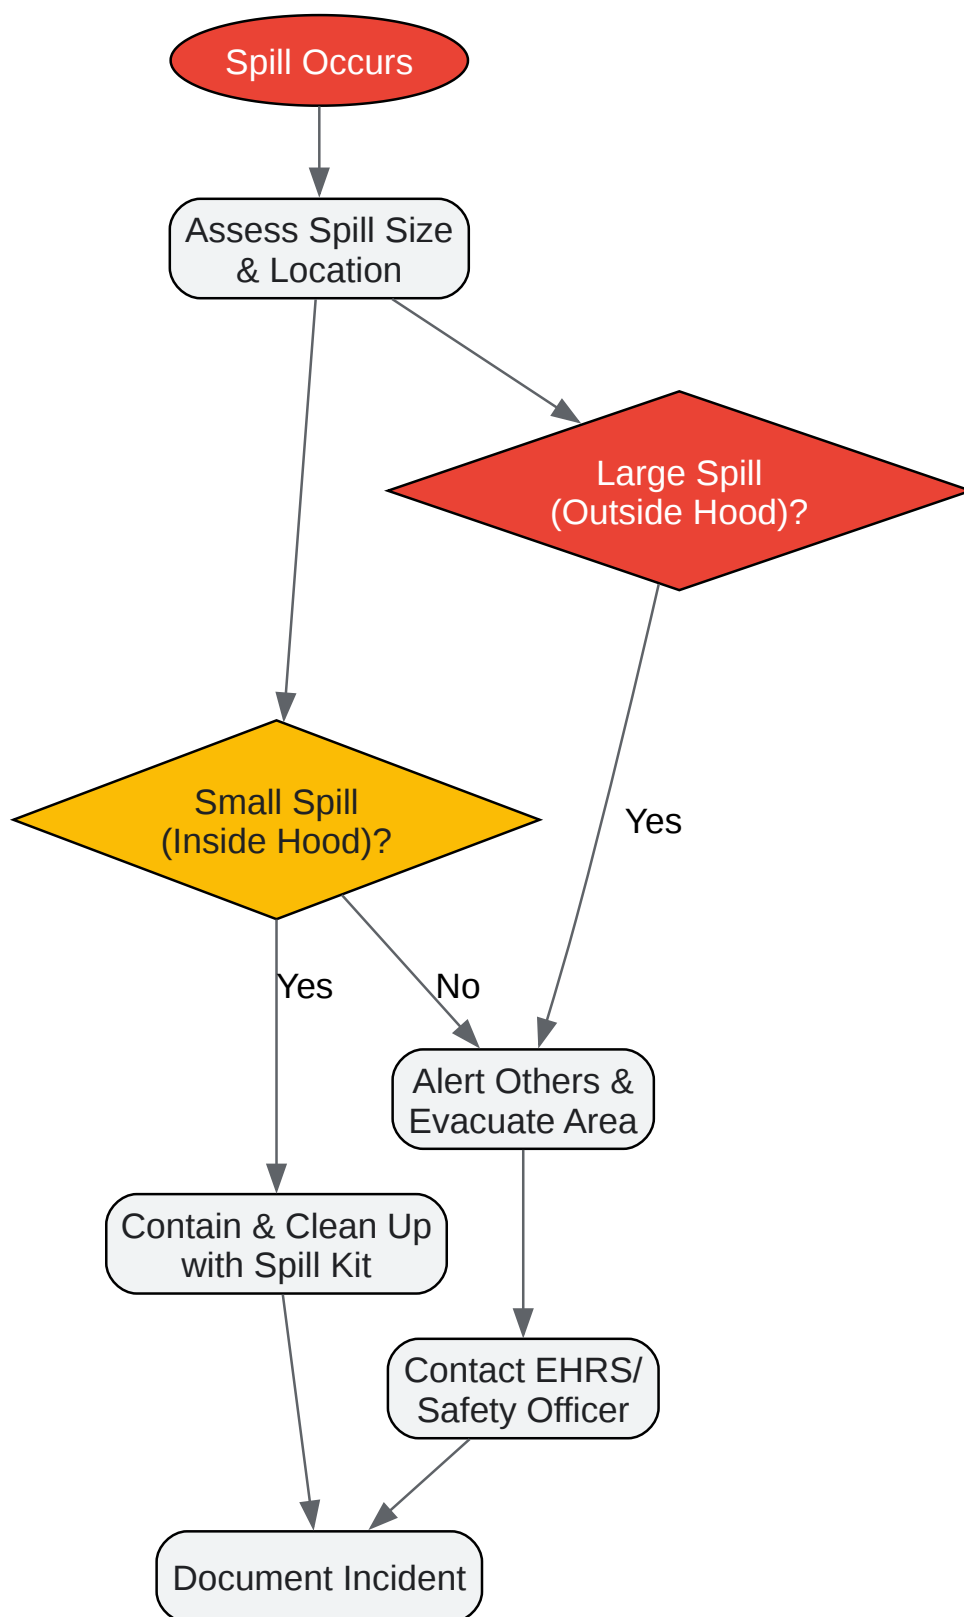 Spill Occurs
Assess Spill Size
& Location
Large Spill
(Outside Hood)?
Small Spill
(Inside Hood)?
Yes
Yes
No
Alert Others &
Evacuate Area
Contain & Clean Up
with Spill Kit
Contact EHRS/
Safety Officer
Document Incident